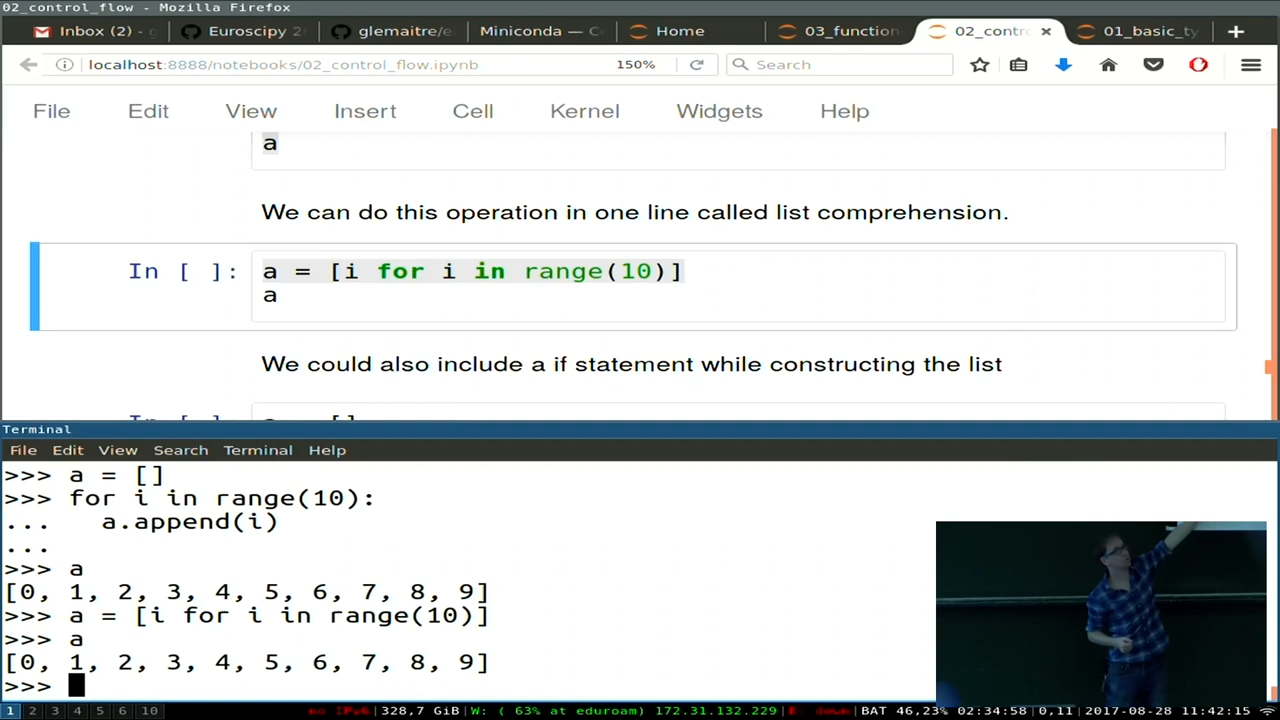 02_control_flow - Mozilla Firefox
Inbox (2) - g
Euroscipy 20
glemaitre/e
Miniconda — C
Home
03_function
02_contro
01_basic_ty
localhost:8888/notebooks/02_control_flow.ipynb
150%
Search
File Edit View Insert Cell Kernel Widgets Help
a
We can do this operation in one line called list comprehension.
In [ ]: a = [i for i in range(10)]
a
We could also include a if statement while constructing the list
In [ ]: a = []
Terminal
File Edit View Search Terminal Help
>>> a = []
>>> for i in range(10):
... a.append(i)
...
>>> a
[0, 1, 2, 3, 4, 5, 6, 7, 8, 9]
>>> a = [i for i in range(10)]
>>> a
[0, 1, 2, 3, 4, 5, 6, 7, 8, 9]
>>>
1 2 3 4 5 6 10
no IPv6|328,7 GiB|W: ( 63% at eduroam) 172.31.132.229|E: down|BAT 46,23% 02:34:58|0,11|2017-08-28 11:42:15